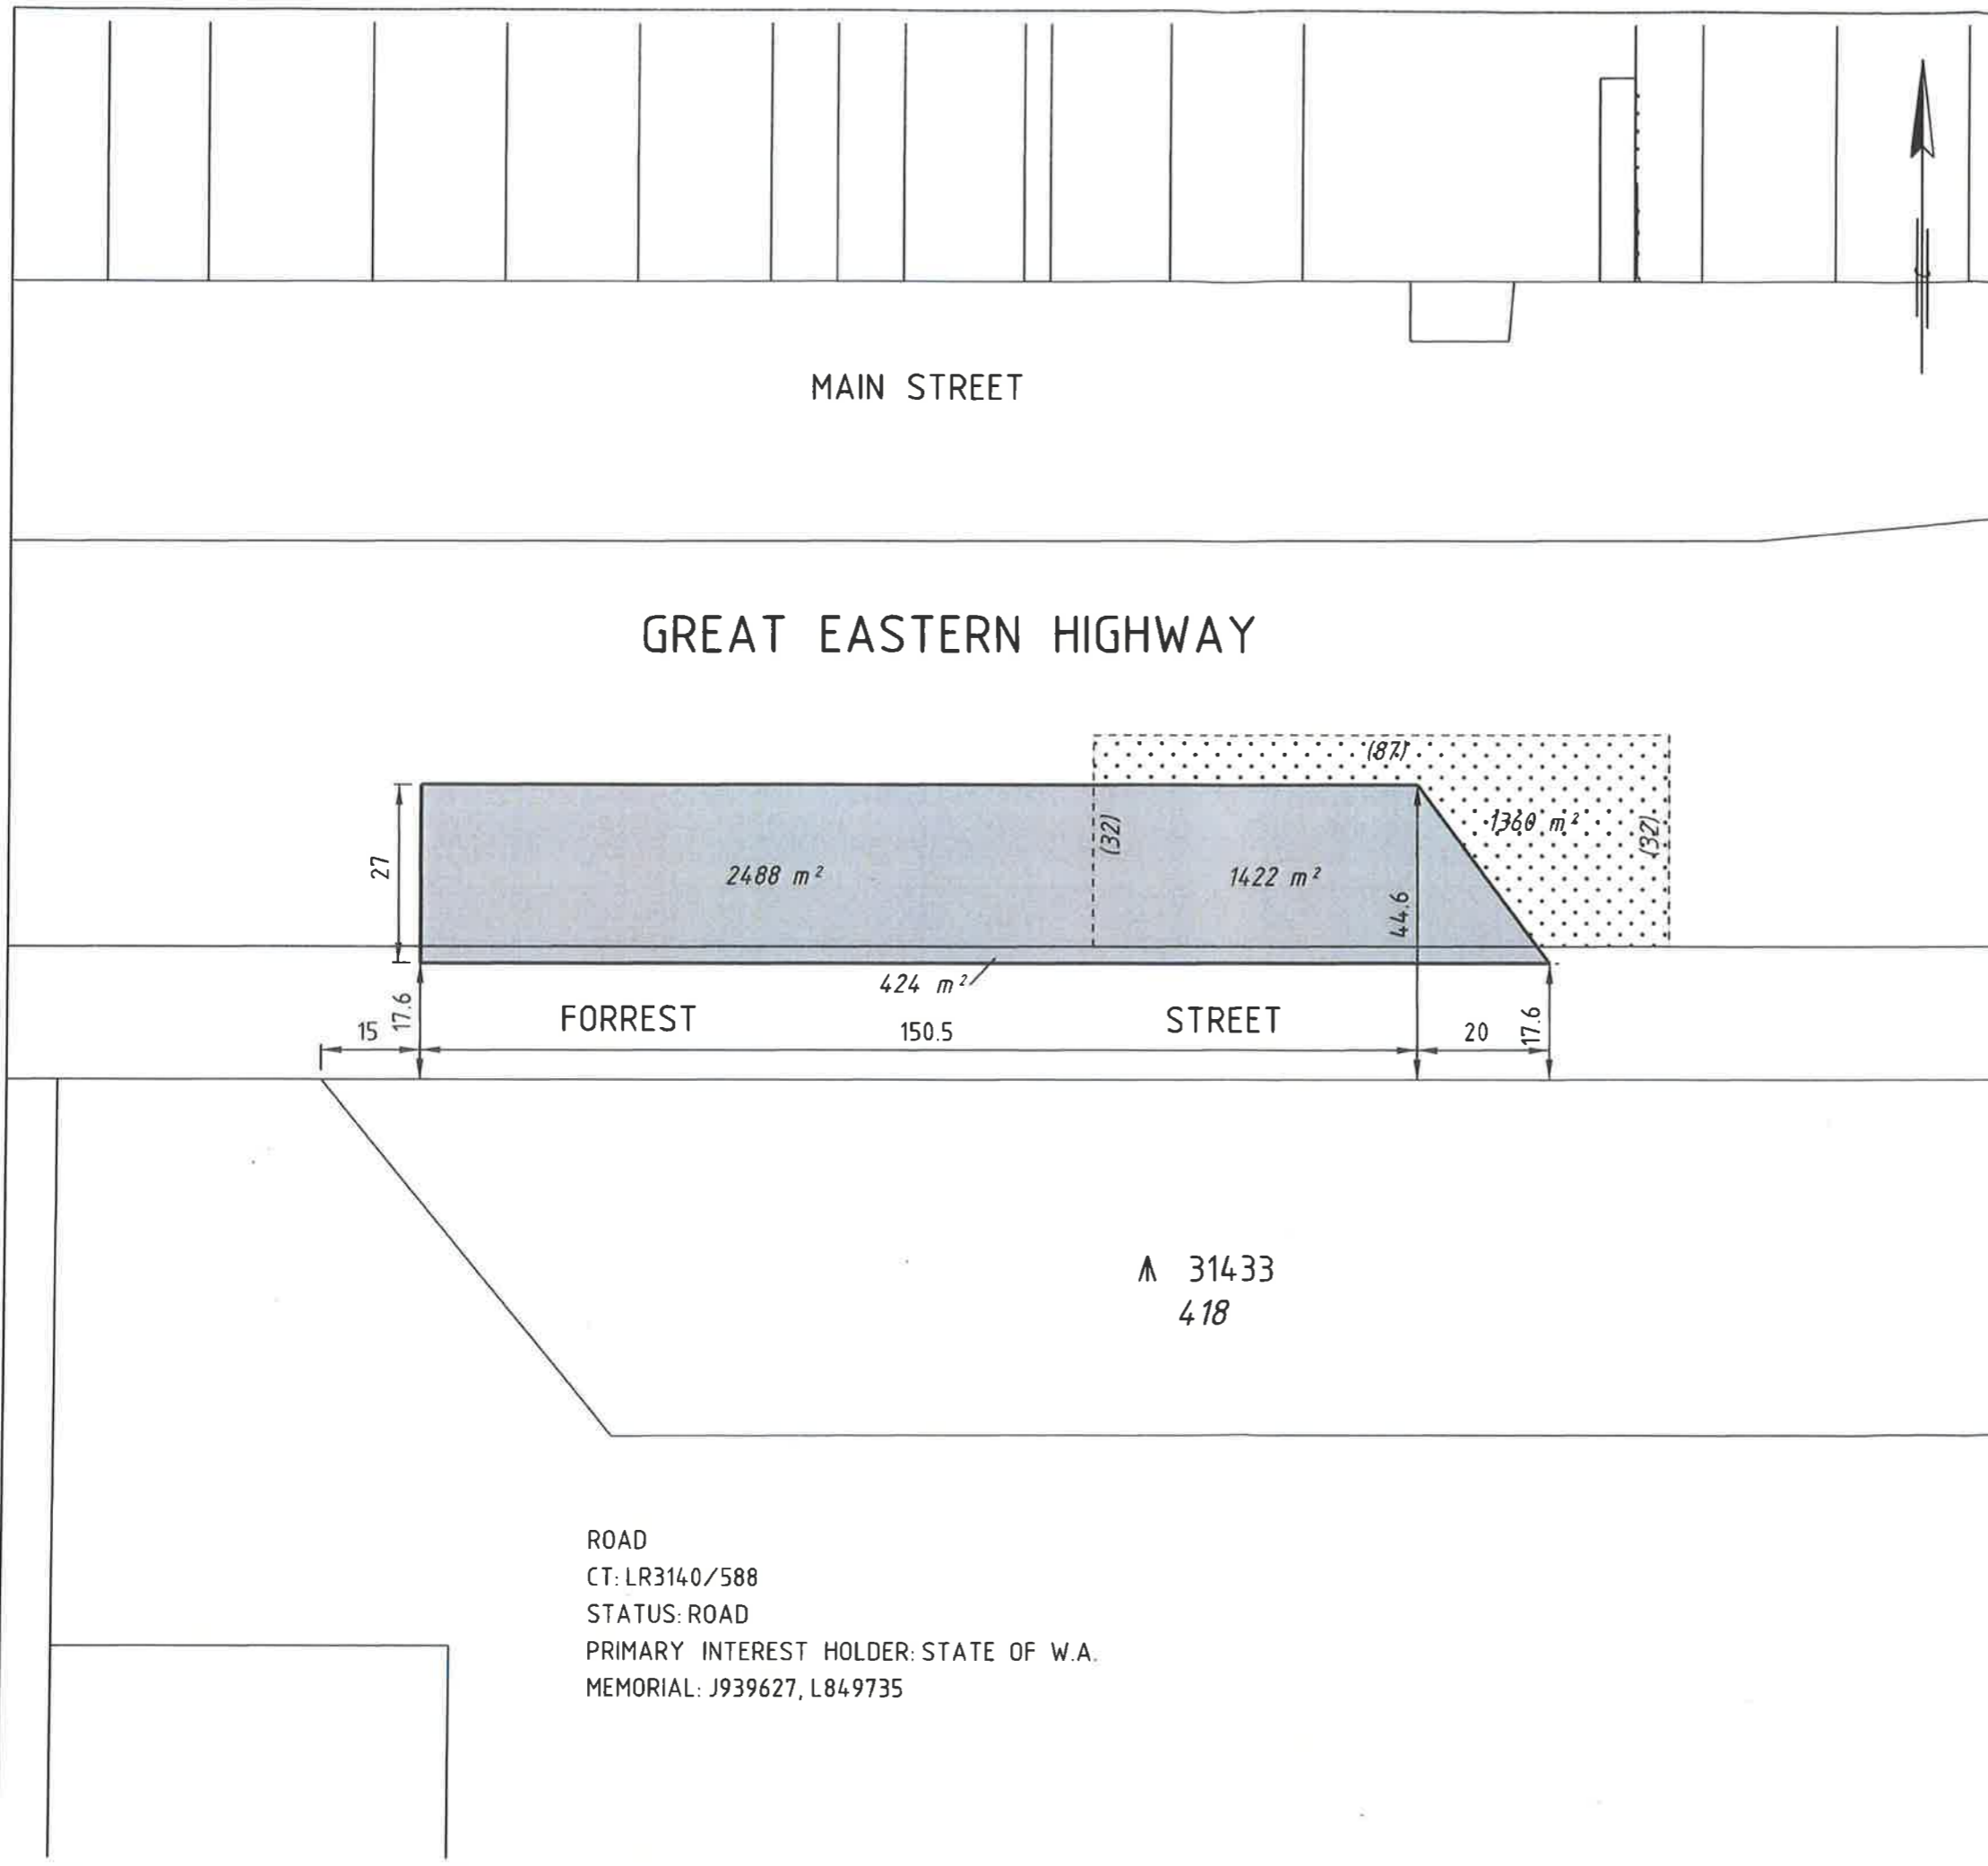 MAIN STREET
GREAT EASTERN HIGHWAY
(87)
1360 m²
(32)
(32)
27
2488 m²
1422 m²
44.6
424 m²
17.6
FORREST STREET
15
150.5
20
17.6
31433
418
ROAD
CT: LR3140/588
STATUS: ROAD
PRIMARY INTEREST HOLDER: STATE OF W.A.
MEMORIAL: J939627, L849735